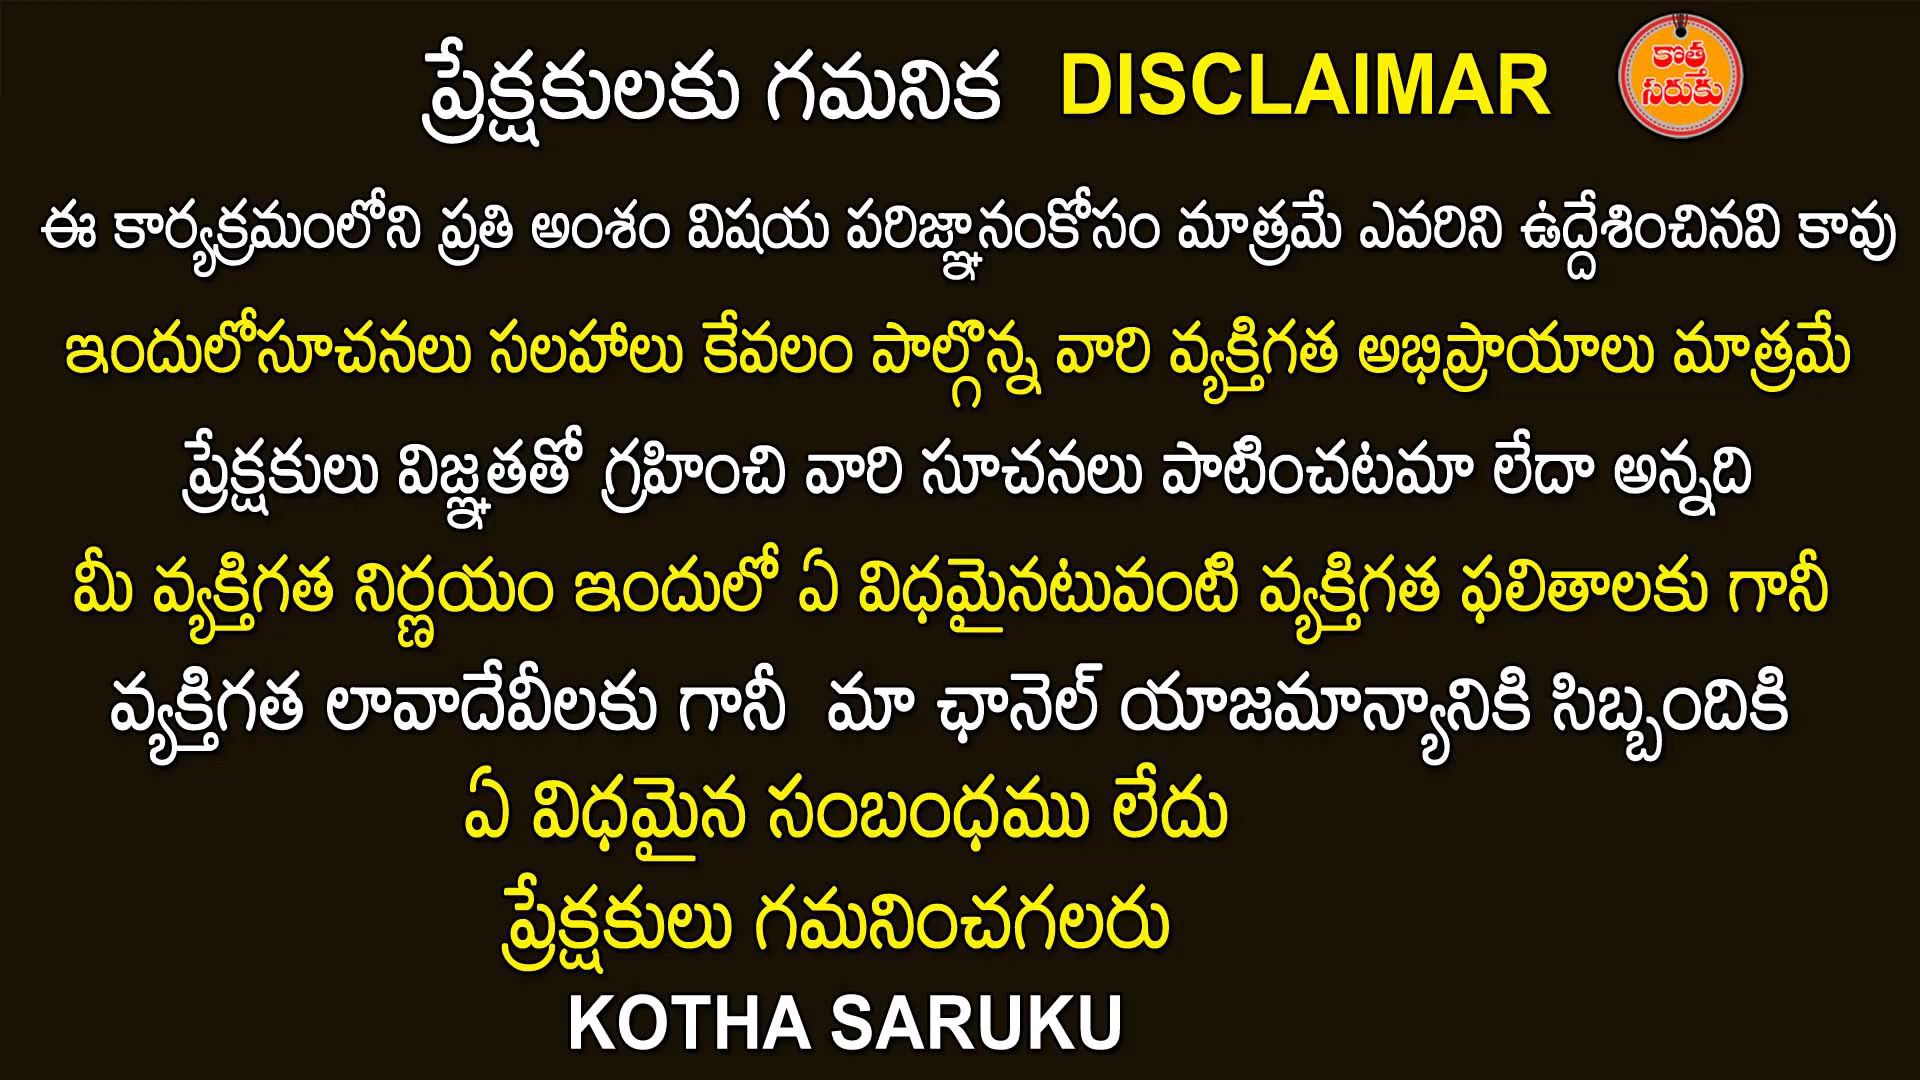 ప్రేక్షకులకు గమనిక DISCLAIMAR
కొత్త
సరుకు
ఈ కార్యక్రమంలోని ప్రతి అంశం విషయ పరిజ్ఞానంకోసం మాత్రమే ఎవరిని ఉద్దేశించినవి కావు
ఇందులోసూచనలు సలహాలు కేవలం పాల్గొన్న వారి వ్యక్తిగత అభిప్రాయాలు మాత్రమే
ప్రేక్షకులు విజ్ఞతతో గ్రహించి వారి సూచనలు పాటించటమా లేదా అన్నది
మీ వ్యక్తిగత నిర్ణయం ఇందులో ఏ విధమైనటువంటి వ్యక్తిగత ఫలితాలకు గానీ
వ్యక్తిగత లావాదేవీలకు గానీ మా ఛానెల్ యాజమాన్యానికి సిబ్బందికి
ఏ విధమైన సంబంధము లేదు
ప్రేక్షకులు గమనించగలరు
KOTHA SARUKU